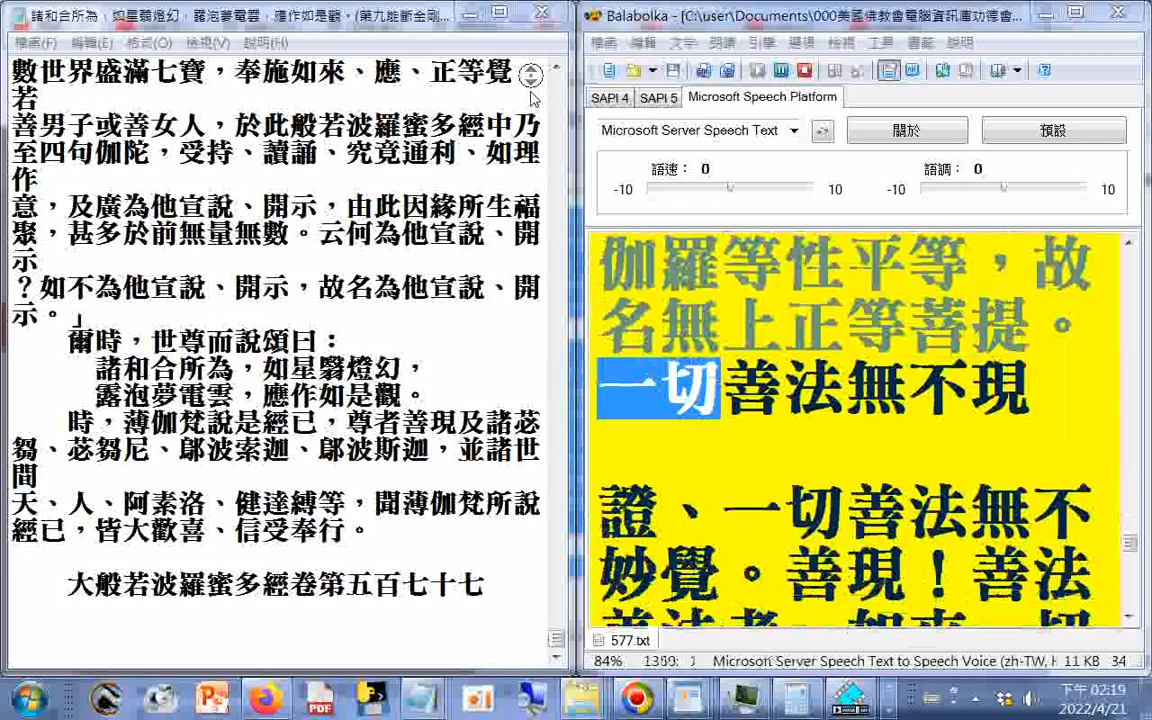 諸和合所為，如星翳燈幻，露泡夢電雲，應作如是觀。(第九能斷金剛...
檔案(F) 編輯(E) 格式(O) 檢視(V) 說明(H)
數世界盛滿七寶，奉施如來、應、正等覺
若
善男子或善女人，於此般若波羅蜜多經中乃
至四句伽陀，受持、讀誦、究竟通利、如理
作
意，及廣為他宣說、開示，由此因緣所生福
聚，甚多於前無量無數。云何為他宣說、開
示
？如不為他宣說、開示，故名為他宣說、開
示。」
爾時，世尊而說頌曰：
諸和合所為，如星翳燈幻，
露泡夢電雲，應作如是觀。
時，薄伽梵說是經已，尊者善現及諸苾
芻、苾芻尼、鄔波索迦、鄔波斯迦，並諸世
間
天、人、阿素洛、健達縛等，聞薄伽梵所說
經已，皆大歡喜、信受奉行。
大般若波羅蜜多經卷第五百七十七
Balabolka - [C:\user\Documents\000美國佛教會電腦資訊庫功德會...
檔案 編輯 文字 朗讀 引擎 選項 檢視 工具 書籤 說明
SAPI 4 SAPI 5 Microsoft Speech Platform
Microsoft Server Speech Text 關於 預設
語速： 0 語調： 0
-10 10 -10 10
伽羅等性平等，故
名無上正等菩提。
一切善法無不現
證、一切善法無不
妙覺。善現！善法
善法者，如來一切
577.txt
84% Microsoft Server Speech Text to Speech Voice (zh-TW, H 11 KB 34
下午 02:19
2022/4/21